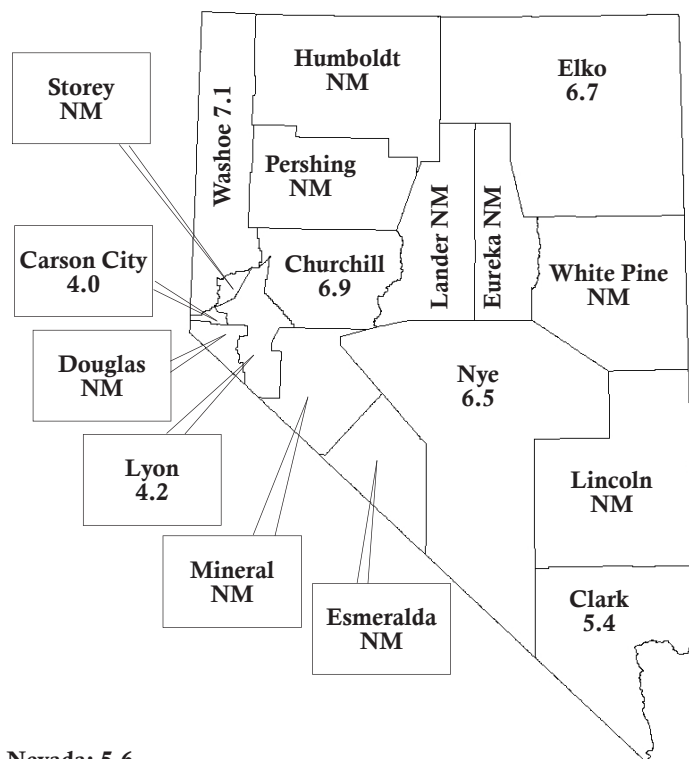 Humboldt
NM
Elko
6.7
Storey
NM
Washoe 7.1
Pershing
NM
Lander NM
Eureka NM
Carson City
4.0
Churchill
6.9
White Pine
NM
Douglas
NM
Nye
6.5
Lyon
4.2
Lincoln
NM
Mineral
NM
Esmeralda
NM
Clark
5.4
Nevada: 5.6